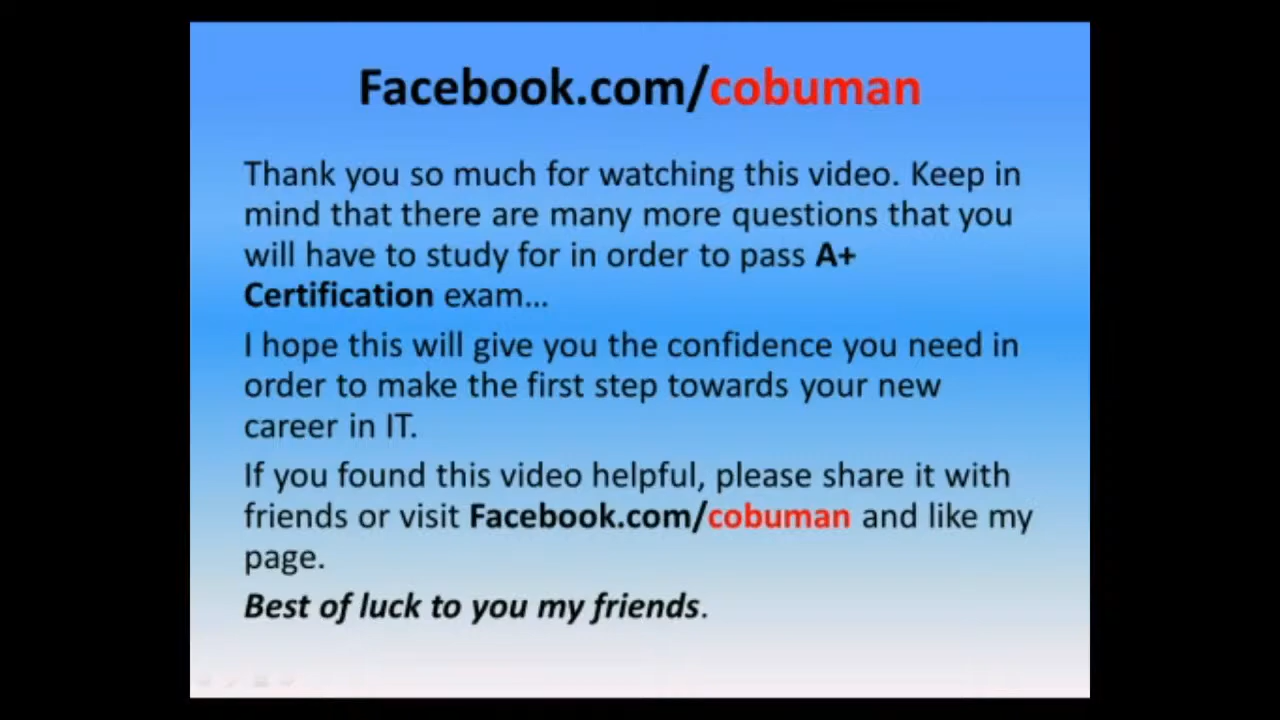 Facebook.com/cobuman
Thank you so much for watching this video. Keep in
mind that there are many more questions that you
will have to study for in order to pass A+
Certification exam...
I hope this will give you the confidence you need in
order to make the first step towards your new
career in IT.
If you found this video helpful, please share it with
friends or visit Facebook.com/cobuman and like my
page.
Best of luck to you my friends.